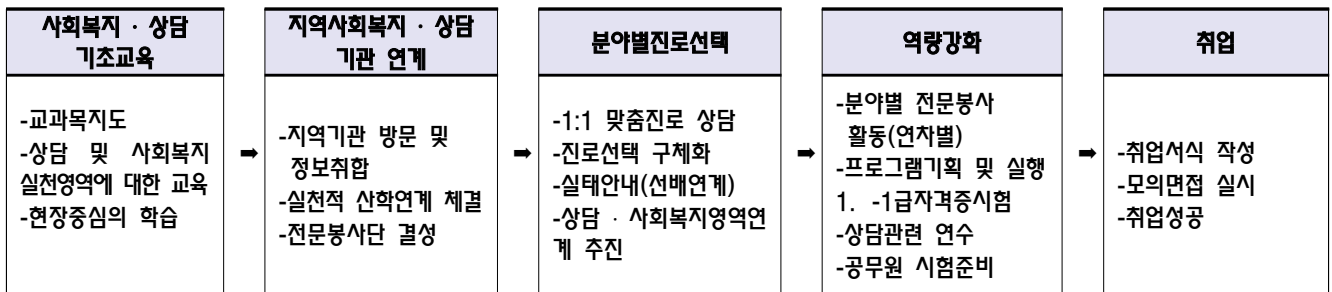 사회복지 · 상담
기초교육
-교과목지도
-상담 및 사회복지
실천영역에 대한 교육
-현장중심의 학습
➡
지역사회복지 · 상담
기관 연계
-지역기관 방문 및
정보취합
-실천적 산학연계 체결
-전문봉사단 결성
➡
분야별진로선택
-1:1 맞춤진로 상담
-진로선택 구체화
-실태안내(선배연계)
-상담 · 사회복지영역연
계 추진
➡
역량강화
-분야별 전문봉사
활동(연차별)
-프로그램기획 및 실행
1. -1급자격증시험
-상담관련 연수
-공무원 시험준비
➡
취업
-취업서식 작성
-모의면접 실시
-취업성공